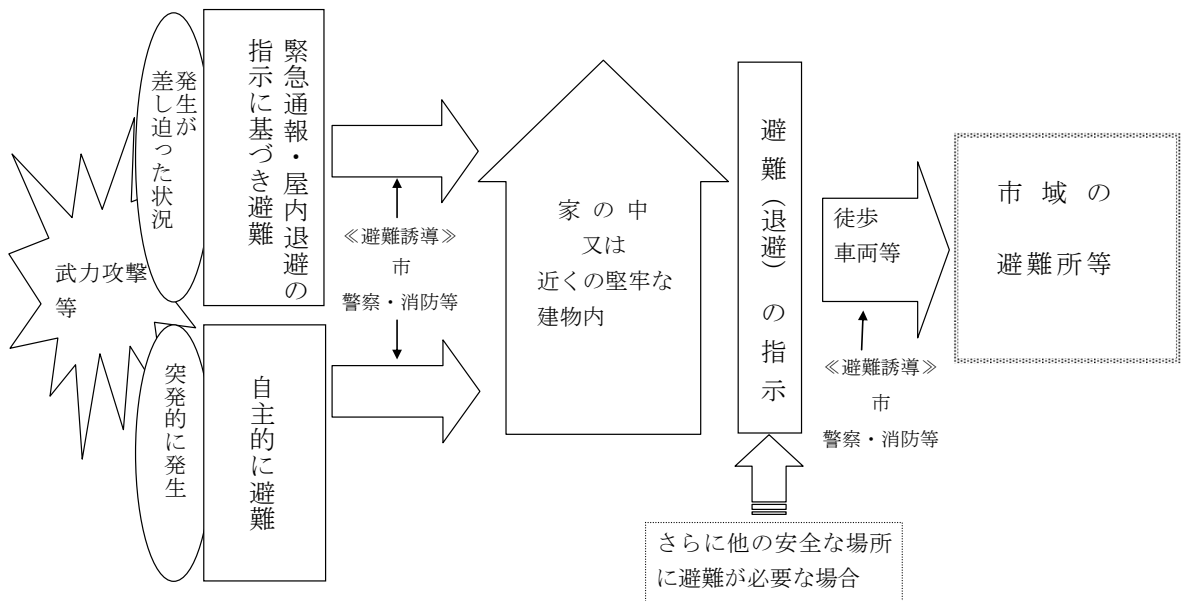 武力攻撃
等
発生が
差し迫った状況
緊急通報・屋内退避の
指示に基づき避難
突発的に発生
自主的に避難
≪避難誘導≫
市
警察・消防等
家の中
又は
近くの堅牢な
建物内
避難(退避)の指示
さらに他の安全な場所
に避難が必要な場合
徒歩
車両等
≪避難誘導≫
市
警察・消防等
市域の
避難所等